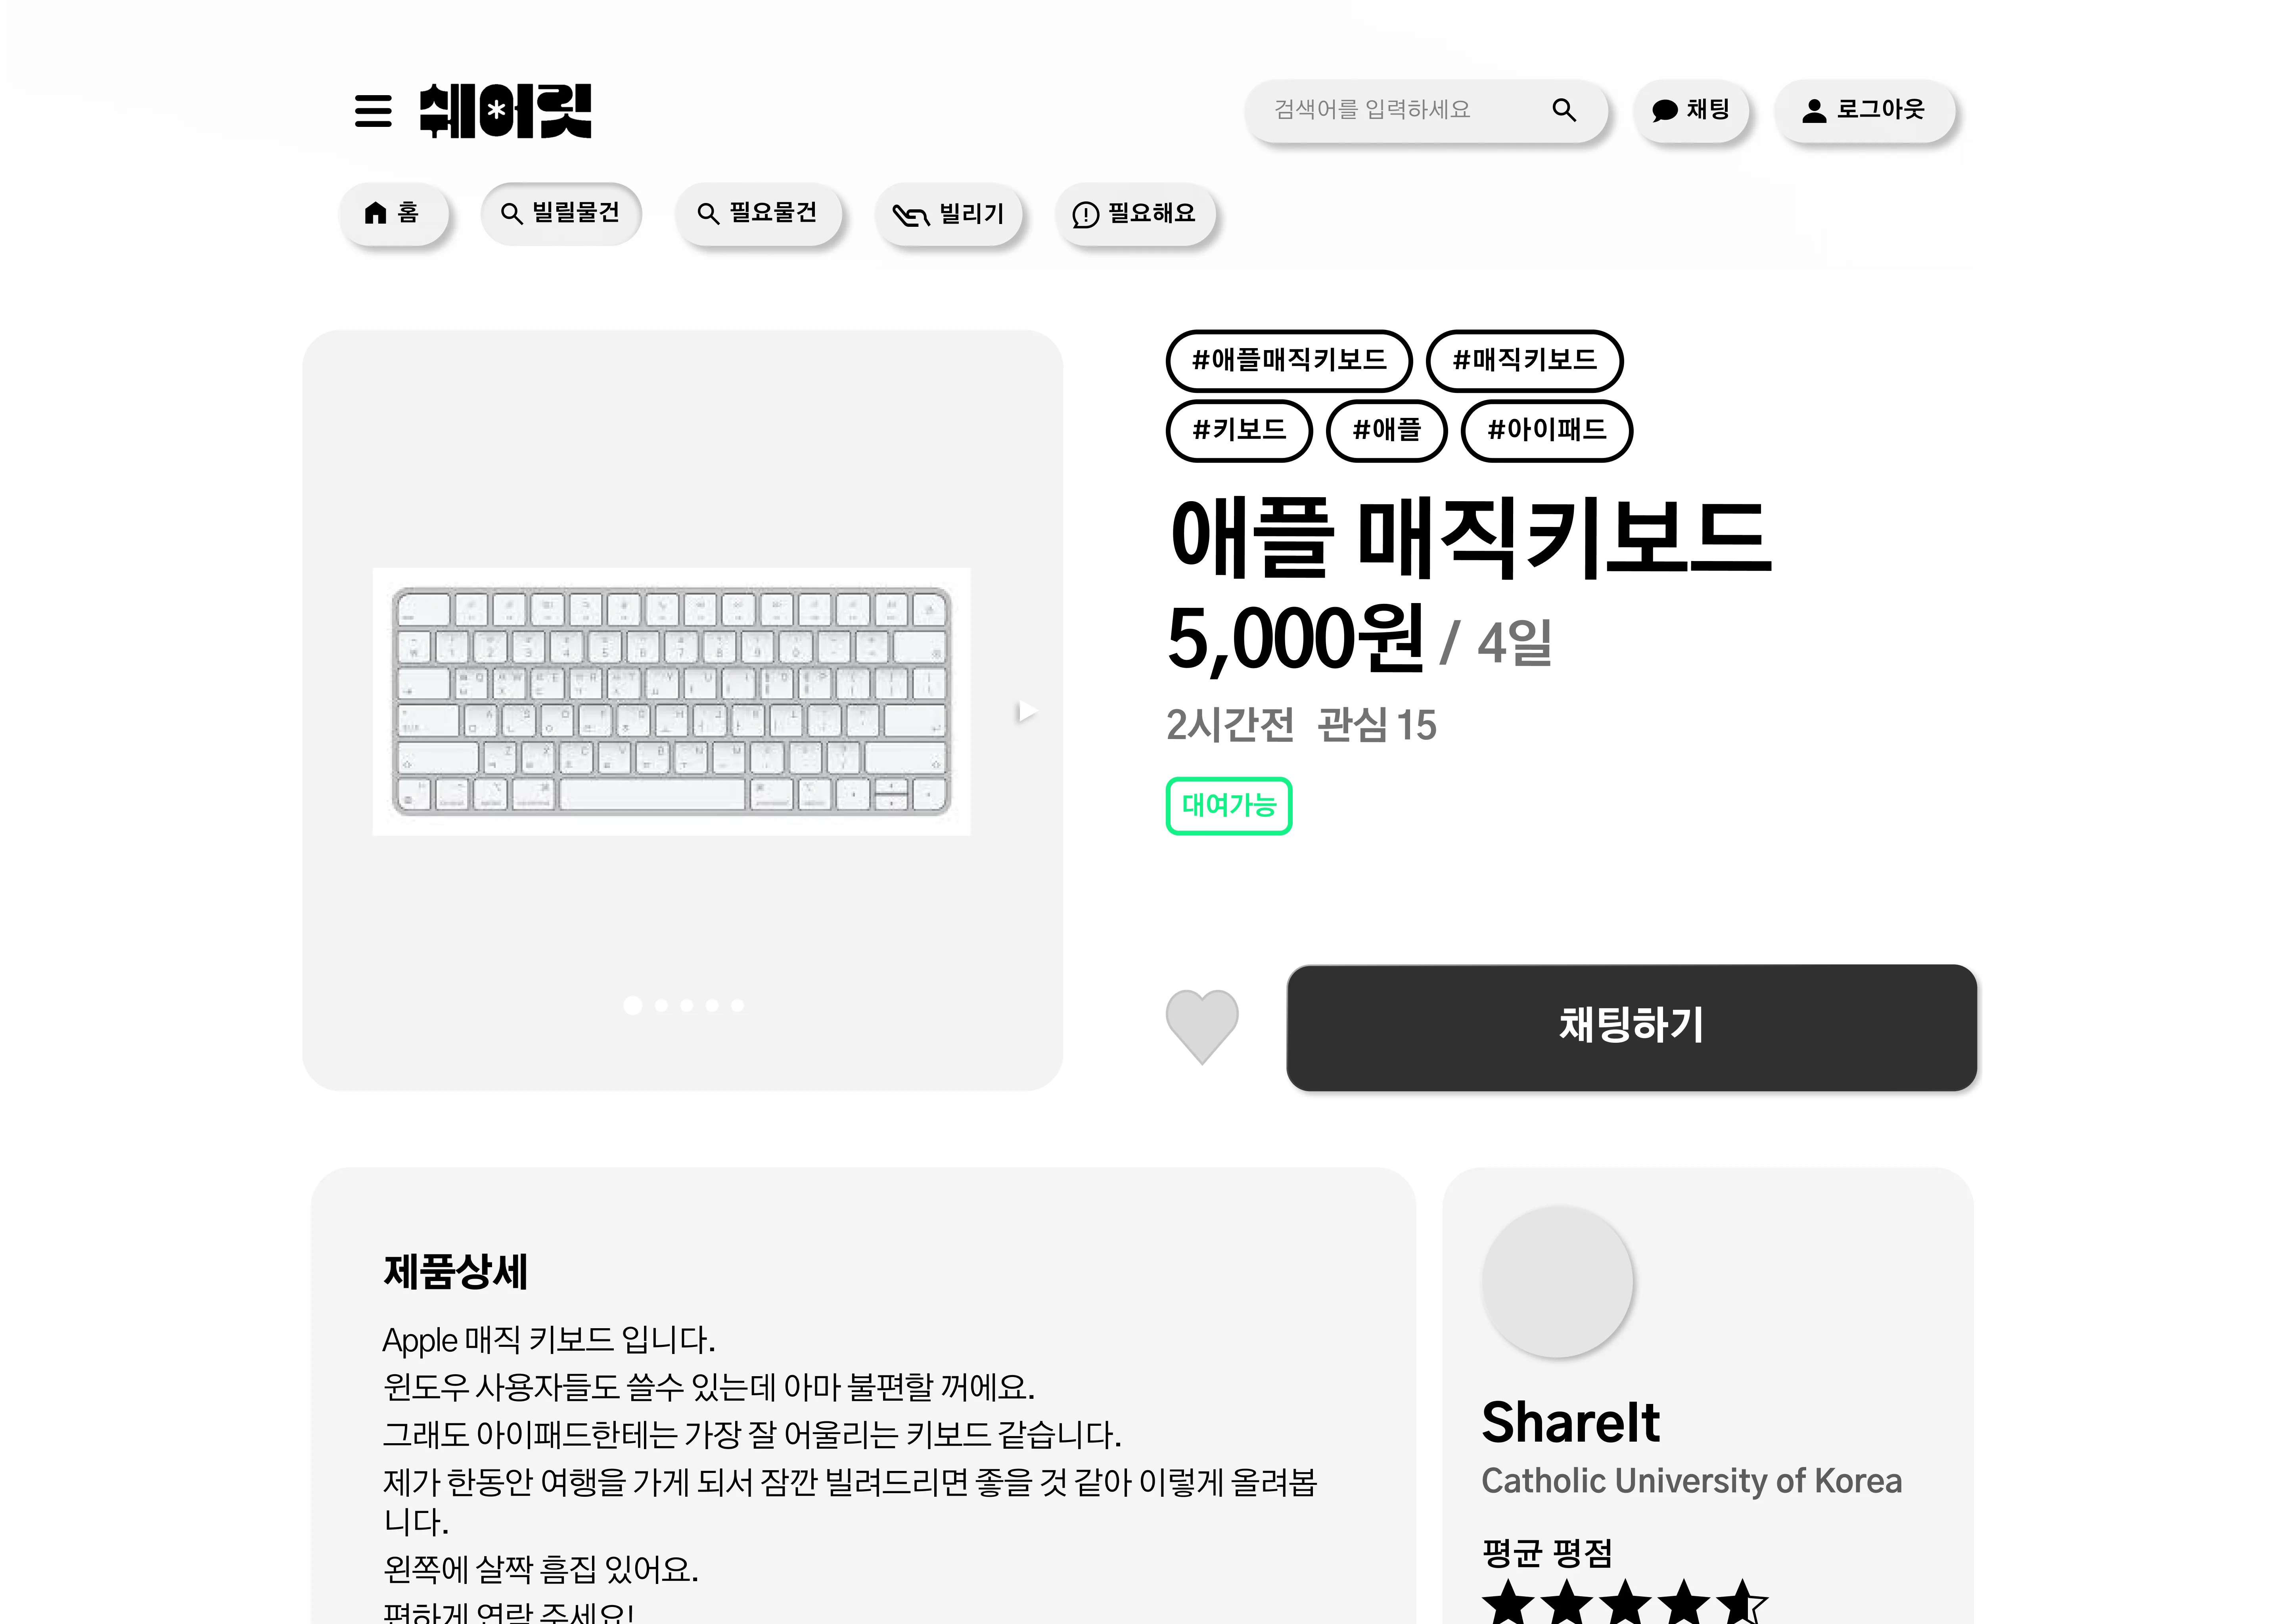 쉐어릿
검색어를 입력하세요
채팅
로그아웃
홈
빌릴물건
필요물건
빌리기
필요해요
#애플매직키보드
#매직키보드
#키보드
#애플
#아이패드
애플 매직키보드
5,000원 / 4일
2시간전 관심 15
대여가능
채팅하기
제품상세
Apple 매직 키보드 입니다.
윈도우 사용자들도 쓸수 있는데 아마 불편할 꺼에요.
그래도 아이패드한테는 가장 잘 어울리는 키보드 같습니다.
제가 한동안 여행을 가게 되서 잠깐 빌려드리면 좋을 것 같아 이렇게 올려봅
니다.
왼쪽에 살짝 흠집 있어요.
편하게 연락 주세요!
ShareIt
Catholic University of Korea
평균 평점